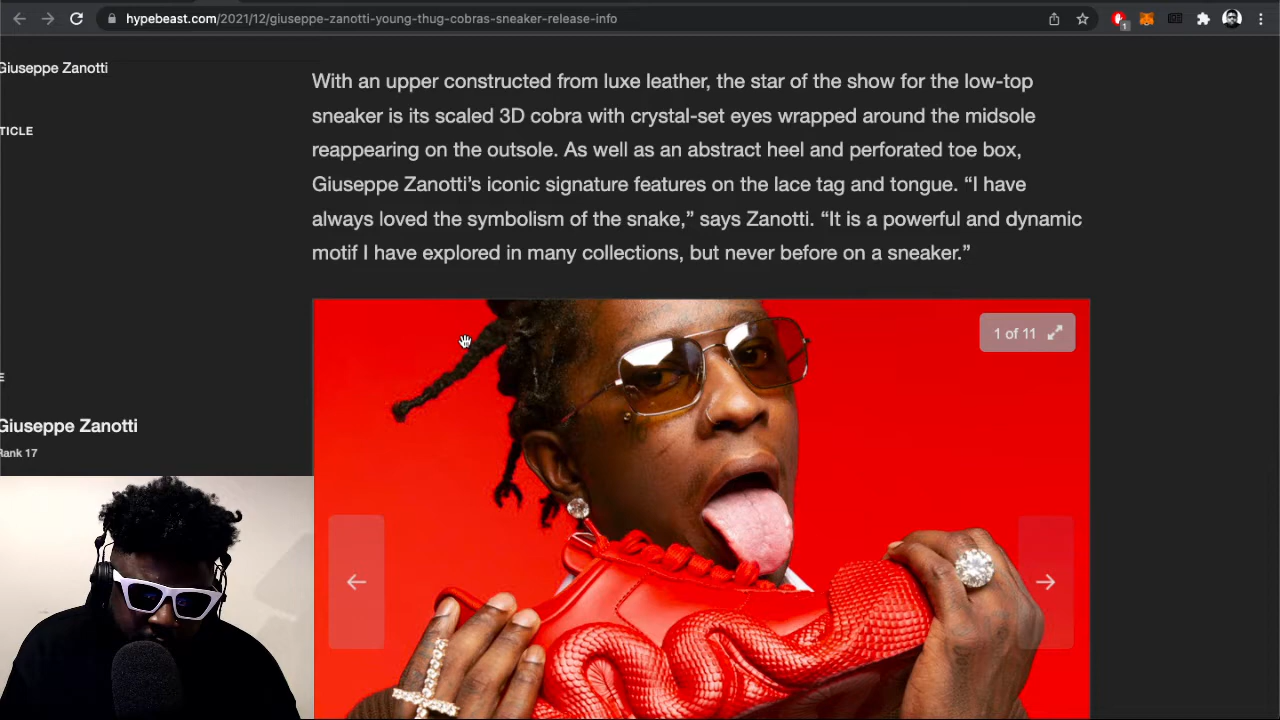 hypebeast.com/2021/12/giuseppe-zanotti-young-thug-cobras-sneaker-release-info
1
Giuseppe Zanotti
TICLE
E
Giuseppe Zanotti
Rank 17
With an upper constructed from luxe leather, the star of the show for the low-top
sneaker is its scaled 3D cobra with crystal-set eyes wrapped around the midsole
reappearing on the outsole. As well as an abstract heel and perforated toe box,
Giuseppe Zanotti’s iconic signature features on the lace tag and tongue. “I have
always loved the symbolism of the snake,” says Zanotti. “It is a powerful and dynamic
motif I have explored in many collections, but never before on a sneaker.”
1 of 11